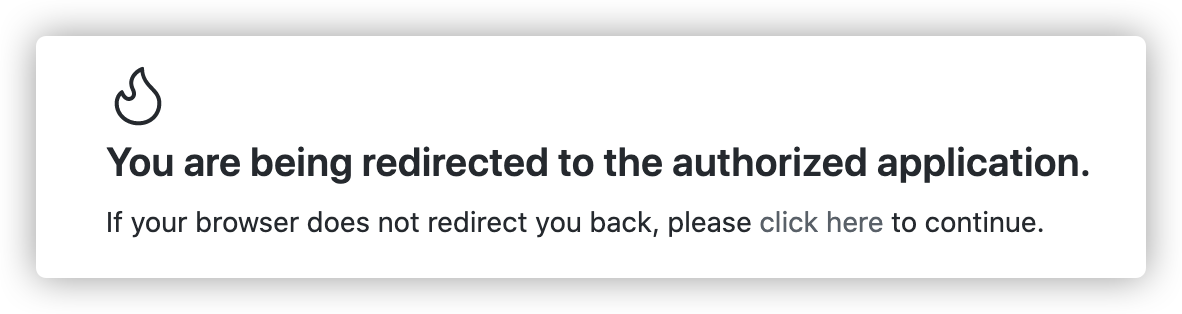 You are being redirected to the authorized application.
If your browser does not redirect you back, please click here to continue.